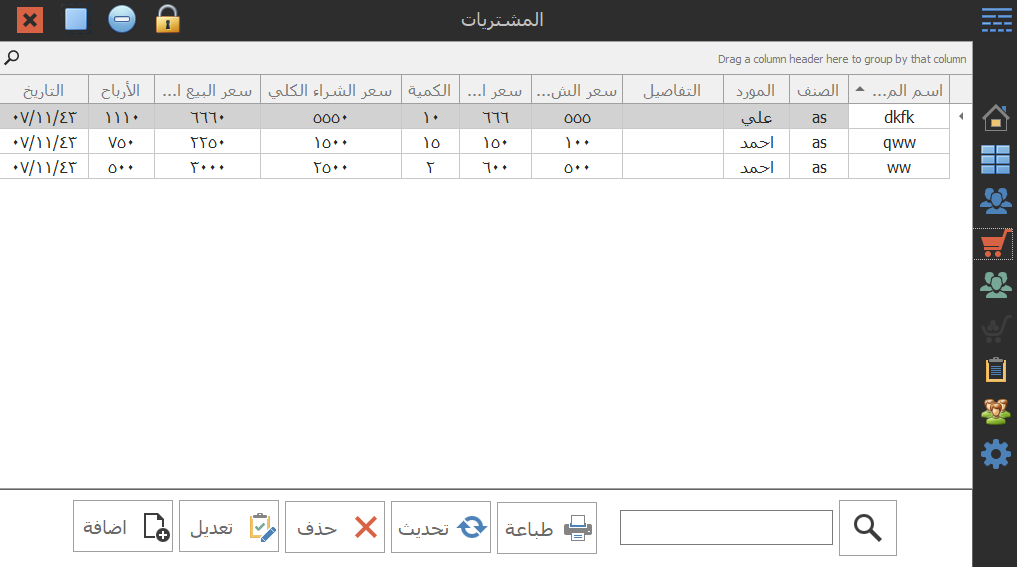 المشتريات
Drag a column header here to group by that column
اسم الم... الصنف المورد التفاصيل سعر الش... سعر ا... الكمية سعر الشراء الكلي سعر البيع ا... الأرباح التاريخ
dkfk as علي ٥٥٥ ٦٦٦ ١٠ ٥٥٥٠ ٦٦٦٠ ١١١٠ ٠٧/١١/٤٣
qww as احمد ١٠٠ ١٥٠ ١٥ ١٥٠٠ ٢٢٥٠ ٧٥٠ ٠٧/١١/٤٣
ww as احمد ٥٠٠ ٦٠٠ ٢ ٢٥٠٠ ٣٠٠٠ ٥٠٠ ٠٧/١١/٤٣
طباعة تحديث حذف تعديل اضافة